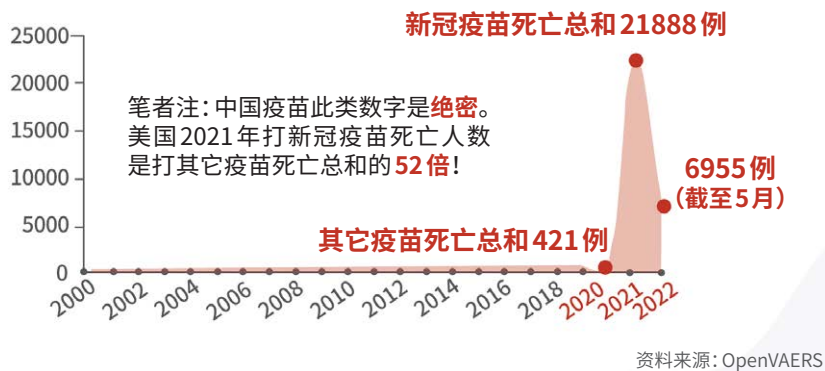 新冠疫苗死亡总和21888例
25000
20000
15000
10000
5000
0
笔者注：中国疫苗此类数字是绝密。
美国2021年打新冠疫苗死亡人数
是打其它疫苗死亡总和的52倍！
6955例
（截至5月）
其它疫苗死亡总和421例
2000 2002 2004 2006 2008 2010 2012 2014 2016 2018 2020 2021 2022
资料来源：OpenVAERS